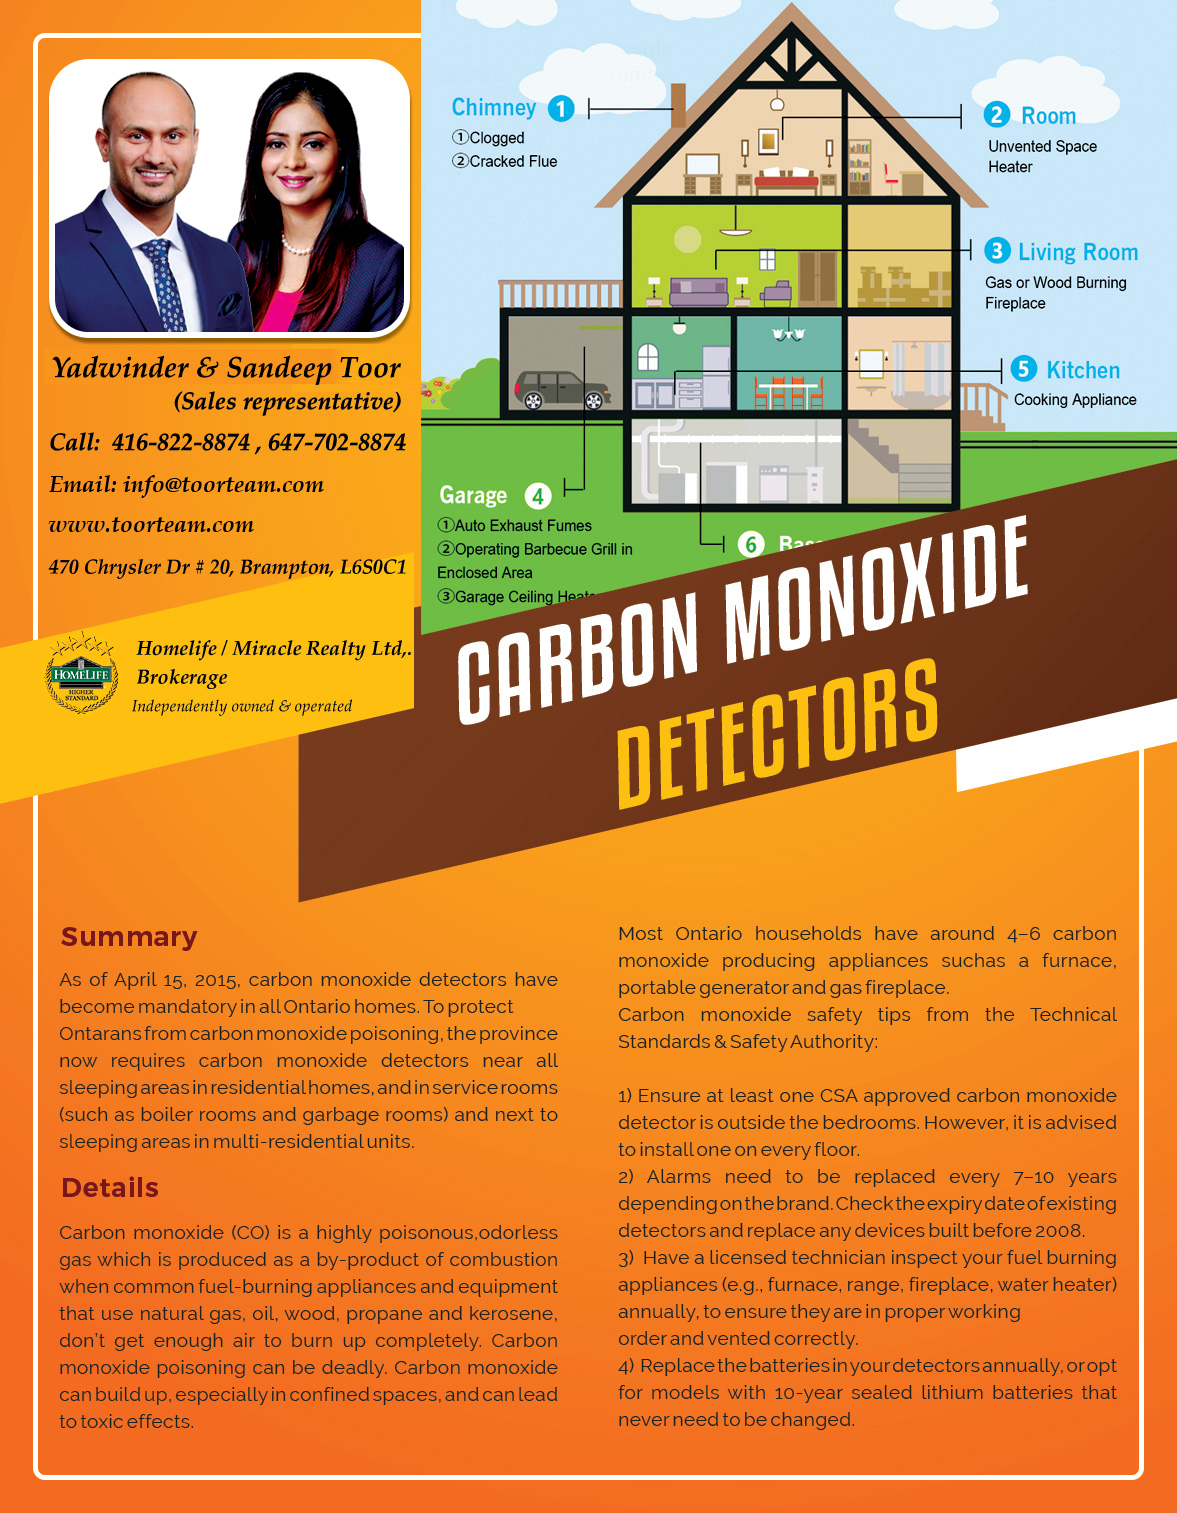 Chimney 1
①Clogged
②Cracked Flue
2 Room
Unvented Space
Heater
3 Living Room
Gas or Wood Burning
Fireplace
5 Kitchen
Cooking Appliance
Garage 4
①Auto Exhaust Fumes
②Operating Barbecue Grill in
Enclosed Area
③Garage Ceiling
6
Yadwinder & Sandeep Toor
(Sales representative)
Call: 416-822-8874 , 647-702-8874
Email: info@toorteam.com
www.toorteam.com
470 Chrysler Dr # 20, Brampton, L6S0C1
HOMELIFE
HIGHER
STANDARD
Homelife / Miracle Realty Ltd,.
Brokerage
Independently owned & operated
CARBON MONOXIDE
DETECTORS
Summary
As of April 15, 2015, carbon monoxide detectors have
become mandatory in all Ontario homes. To protect
Ontarans from carbon monoxide poisoning, the province
now requires carbon monoxide detectors near all
sleeping areas in residential homes, and in service rooms
(such as boiler rooms and garbage rooms) and next to
sleeping areas in multi-residential units.
Details
Carbon monoxide (CO) is a highly poisonous,odorless
gas which is produced as a by-product of combustion
when common fuel-burning appliances and equipment
that use natural gas, oil, wood, propane and kerosene,
don't get enough air to burn up completely. Carbon
monoxide poisoning can be deadly. Carbon monoxide
can build up, especially in confined spaces, and can lead
to toxic effects.
Most Ontario households have around 4–6 carbon
monoxide producing appliances suchas a furnace,
portable generator and gas fireplace.
Carbon monoxide safety tips from the Technical
Standards & Safety Authority:
1) Ensure at least one CSA approved carbon monoxide
detector is outside the bedrooms. However, it is advised
to install one on every floor.
2) Alarms need to be replaced every 7–10 years
depending on the brand. Check the expiry date of existing
detectors and replace any devices built before 2008.
3) Have a licensed technician inspect your fuel burning
appliances (e.g., furnace, range, fireplace, water heater)
annually, to ensure they are in proper working
order and vented correctly.
4) Replace the batteries in your detectors annually, or opt
for models with 10-year sealed lithium batteries that
never need to be changed.